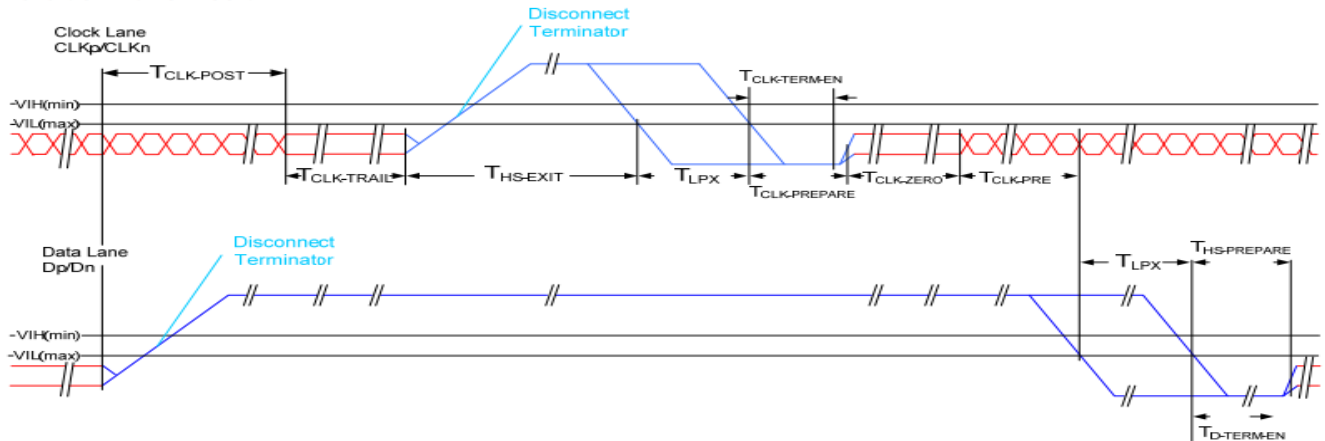 Disconnect
Terminator
Clock Lane
CLKp/CLKn
TCLK-POST
TCLK-TERM-EN
VIH(min)
VIL(max)
TCLK-TRAIL
THS-EXIT
TLPX
TCLK-PREPARE
TCLK-ZERO
TCLK-PRE
Data Lane
Dp/Dn
Disconnect
Terminator
TLPX
THS-PREPARE
VIH(min)
VIL(max)
TD-TERM-EN